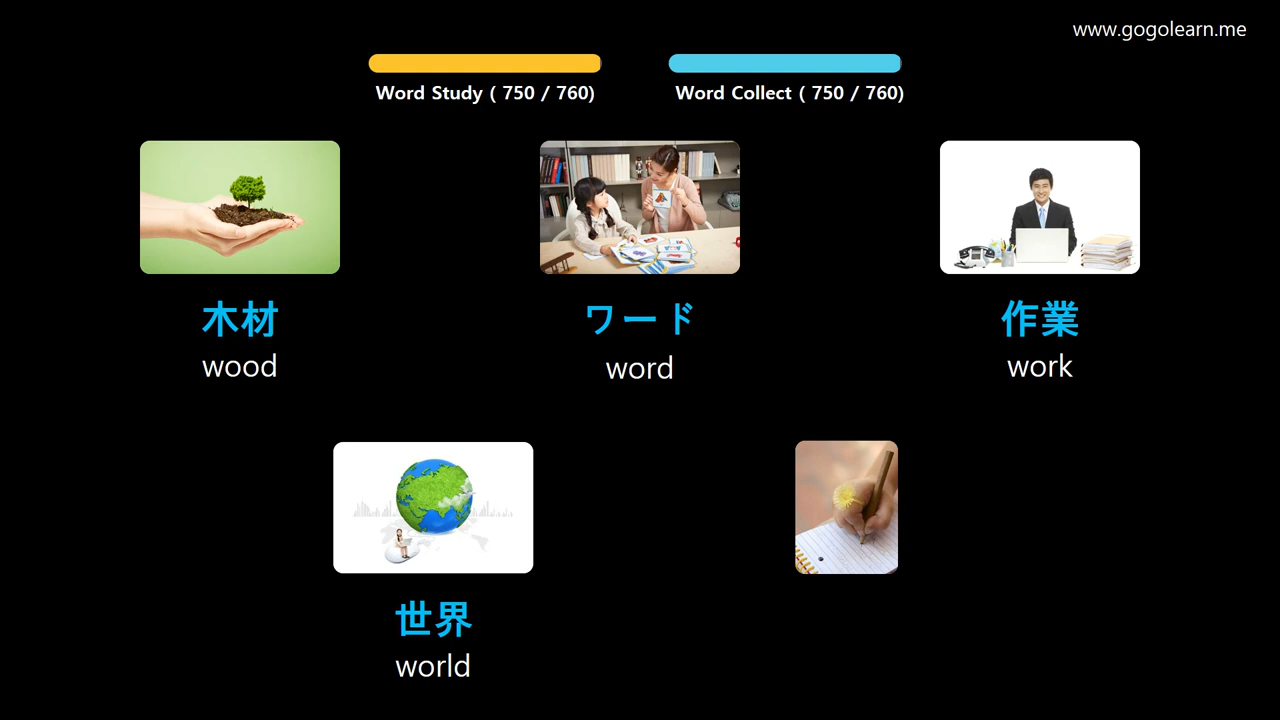 www.gogolearn.me
Word Study ( 750 / 760)
Word Collect ( 750 / 760)
木材
wood
ワード
word
作業
work
世界
world